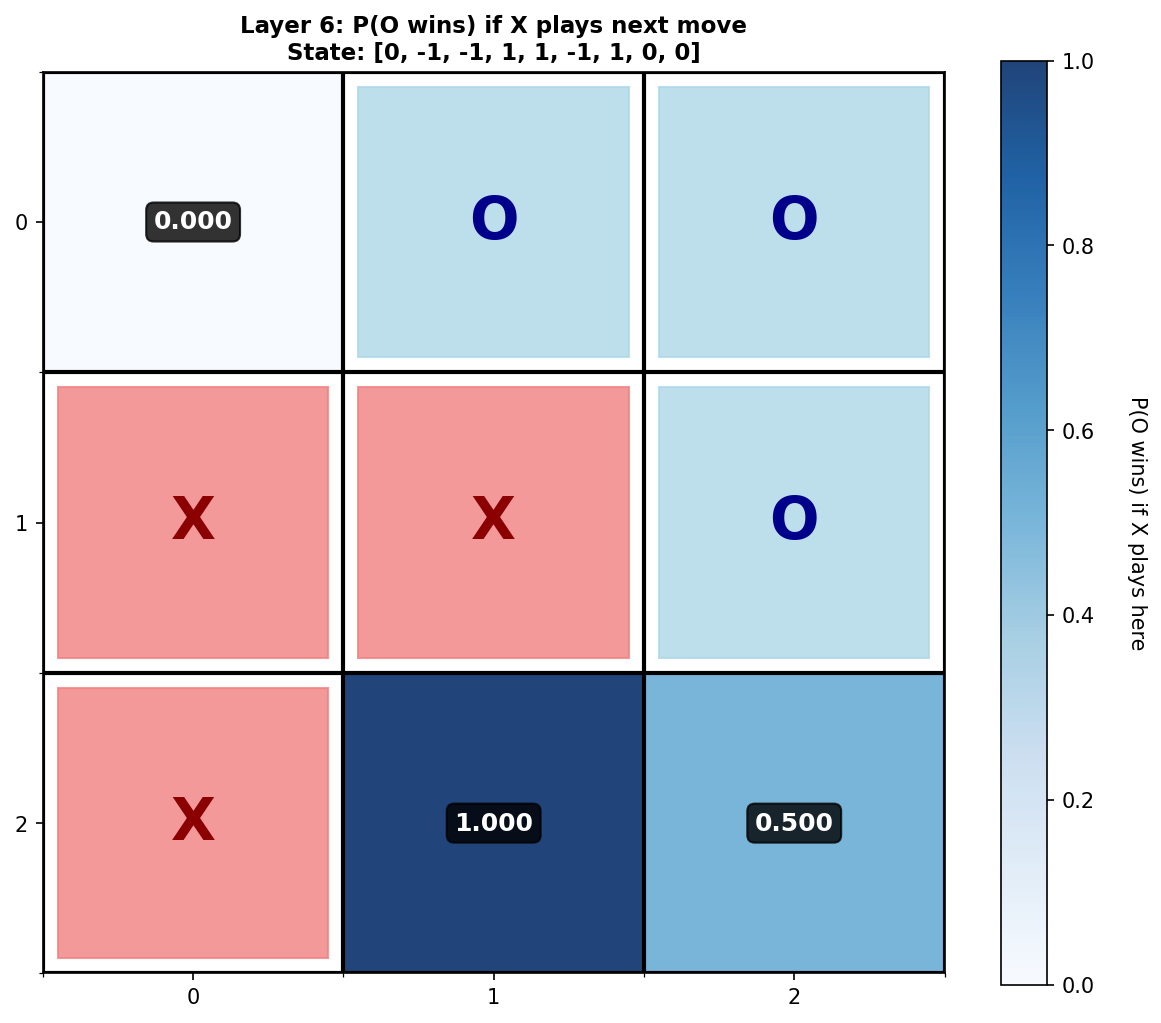 Layer 6: P(O wins) if X plays next move
State: [0, -1, -1, 1, 1, -1, 1, 0, 0]
0
0.000
O
O
1
X
X
O
2
X
1.000
0.500
0
1
2
1.0
0.8
0.6
0.4
0.2
0.0
P(O wins) if X plays here